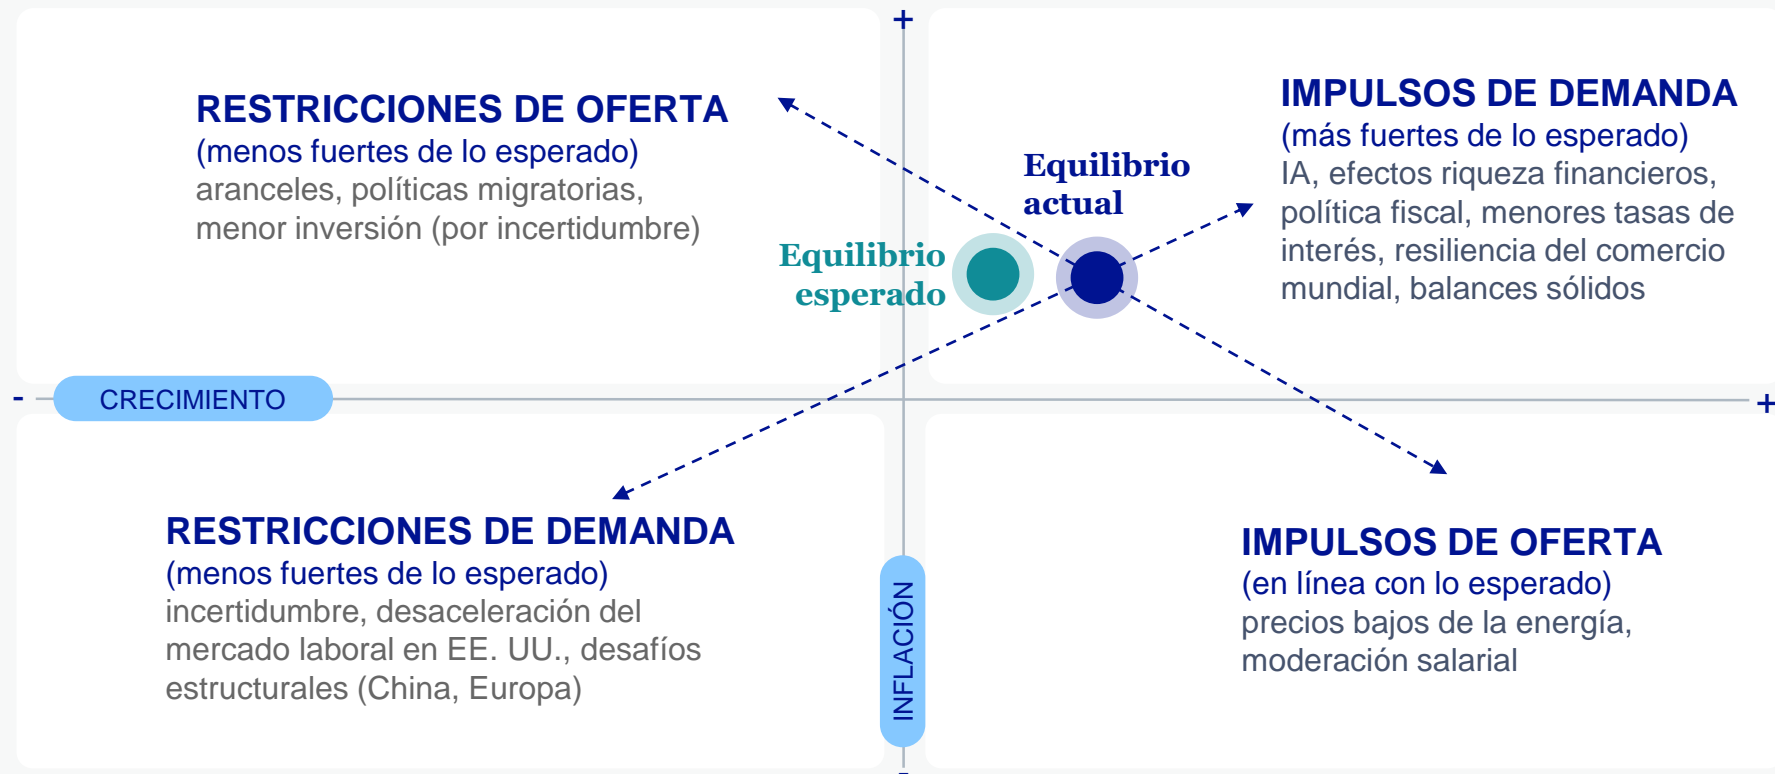 +
RESTRICCIONES DE OFERTA
(menos fuertes de lo esperado)
aranceles, políticas migratorias,
menor inversión (por incertidumbre)
IMPULSOS DE DEMANDA
(más fuertes de lo esperado)
IA, efectos riqueza financieros,
política fiscal, menores tasas de
interés, resiliencia del comercio
mundial, balances sólidos
Equilibrio
actual
Equilibrio
esperado
-
CRECIMIENTO
+
RESTRICCIONES DE DEMANDA
(menos fuertes de lo esperado)
incertidumbre, desaceleración del
mercado laboral en EE. UU., desafíos
estructurales (China, Europa)
INFLACIÓN
IMPULSOS DE OFERTA
(en línea con lo esperado)
precios bajos de la energía,
moderación salarial
-